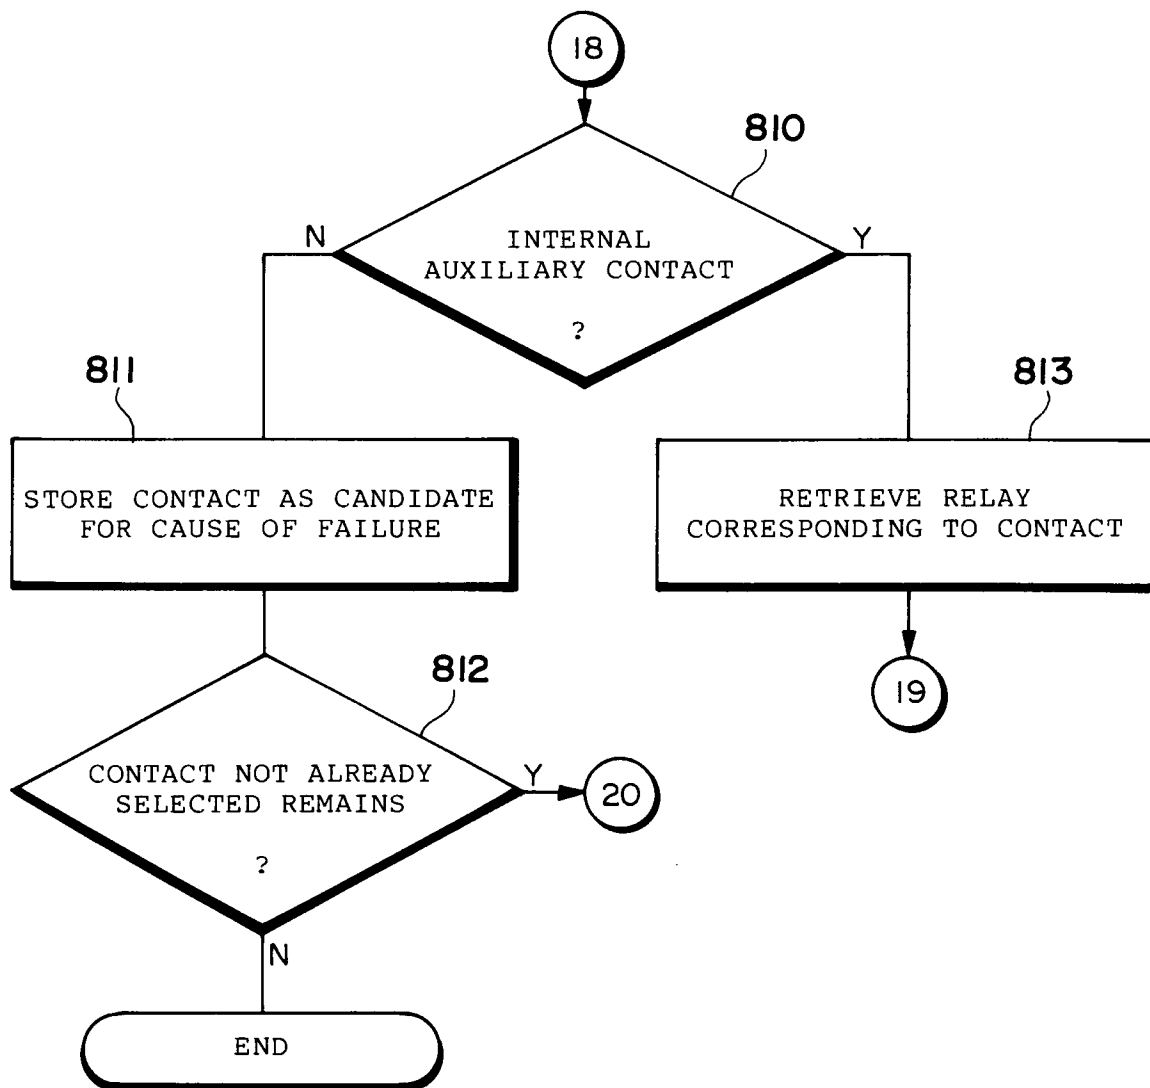 18
810
N
INTERNAL
AUXILIARY CONTACT
?
Y
811
STORE CONTACT AS CANDIDATE
FOR CAUSE OF FAILURE
813
RETRIEVE RELAY
CORRESPONDING TO CONTACT
19
812
CONTACT NOT ALREADY
SELECTED REMAINS
?
Y
20
N
END